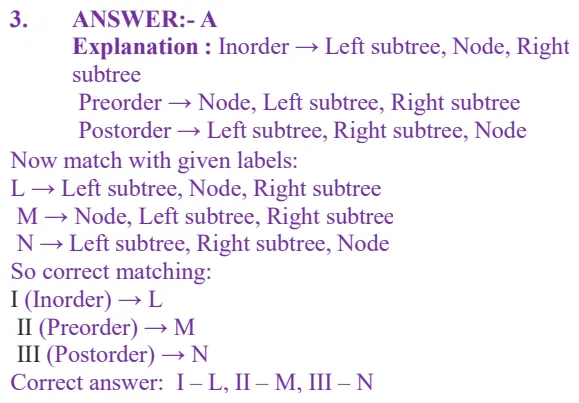 3. ANSWER:- A
Explanation : Inorder → Left subtree, Node, Right
subtree
Preorder → Node, Left subtree, Right subtree
Postorder → Left subtree, Right subtree, Node
Now match with given labels:
L → Left subtree, Node, Right subtree
M → Node, Left subtree, Right subtree
N → Left subtree, Right subtree, Node
So correct matching:
I (Inorder) → L
II (Preorder) → M
III (Postorder) → N
Correct answer: I – L, II – M, III – N